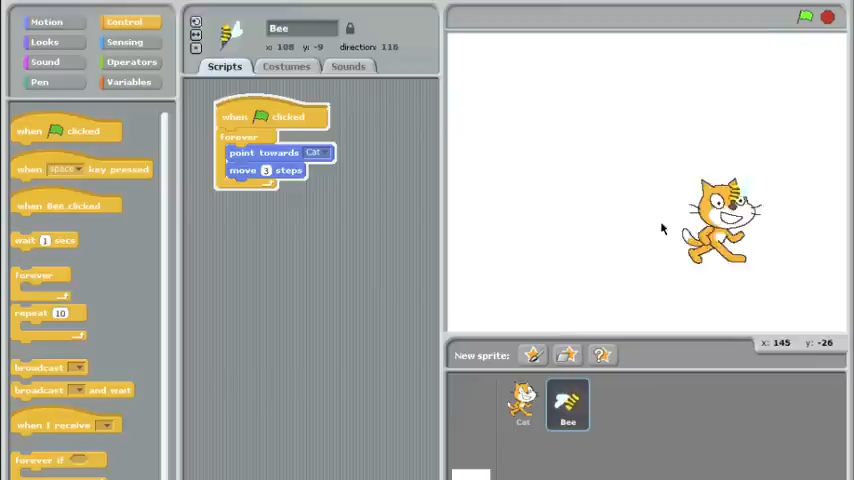 Motion Control
Looks Sensing
Sound Operators
Pen Variables
when clicked
when space key pressed
when Bee clicked
wait 1 secs
forever
repeat 10
broadcast
broadcast and wait
when I receive
forever if
Bee
x: 108 y: -9 direction: 116
Scripts Costumes Sounds
when clicked
forever
point towards Cat
move 3 steps
x: 145 y: -26
New sprite:
Cat Bee